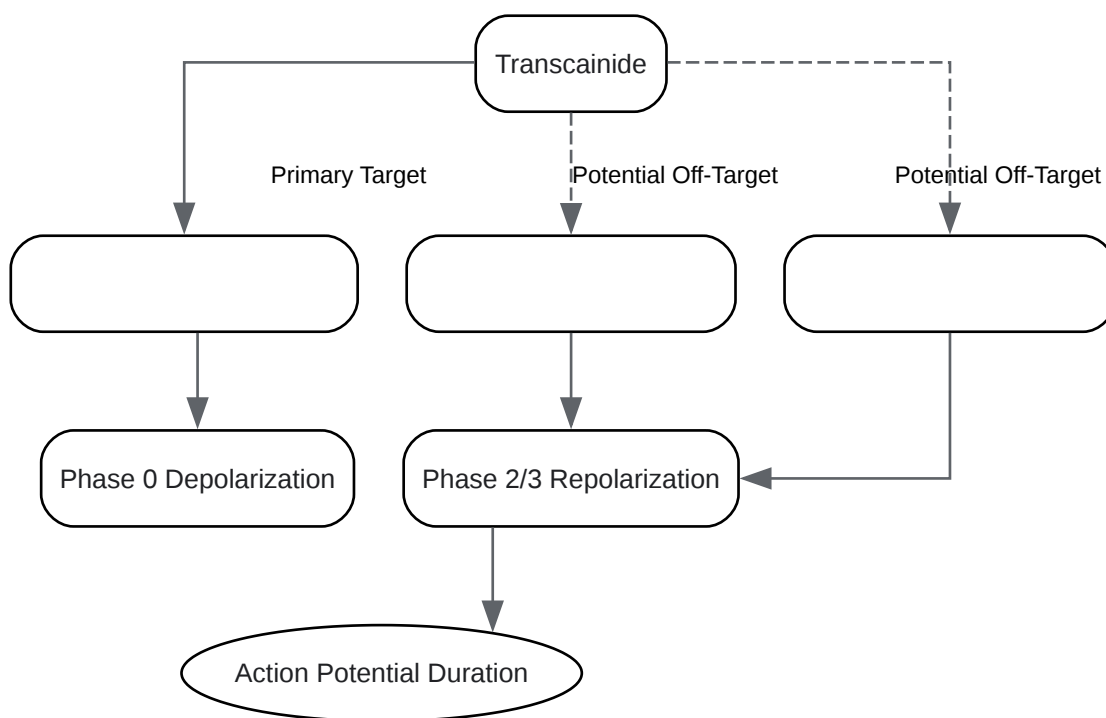 Transcainide
Primary Target
Potential Off-Target
Potential Off-Target
Phase 0 Depolarization
Phase 2/3 Repolarization
Action Potential Duration